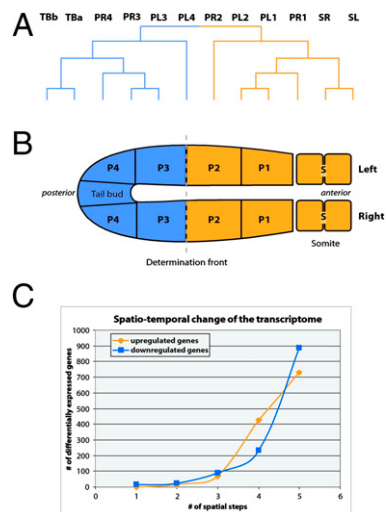 A
TBb TBa PR4 PR3 PL3 PL4 PR2 PL2 PL1 PR1 SR SL
B
P4 P3 P2 P1 S Left
posterior Tail bud anterior
P4 P3 P2 P1 S Right
Somite
Determination front
C
Spatio-temporal change of the transcriptome
upregulated genes
downregulated genes
# of differentially expressed genes
1000
900
800
700
600
500
400
300
200
100
0
0 1 2 3 4 5 6
# of spatial steps